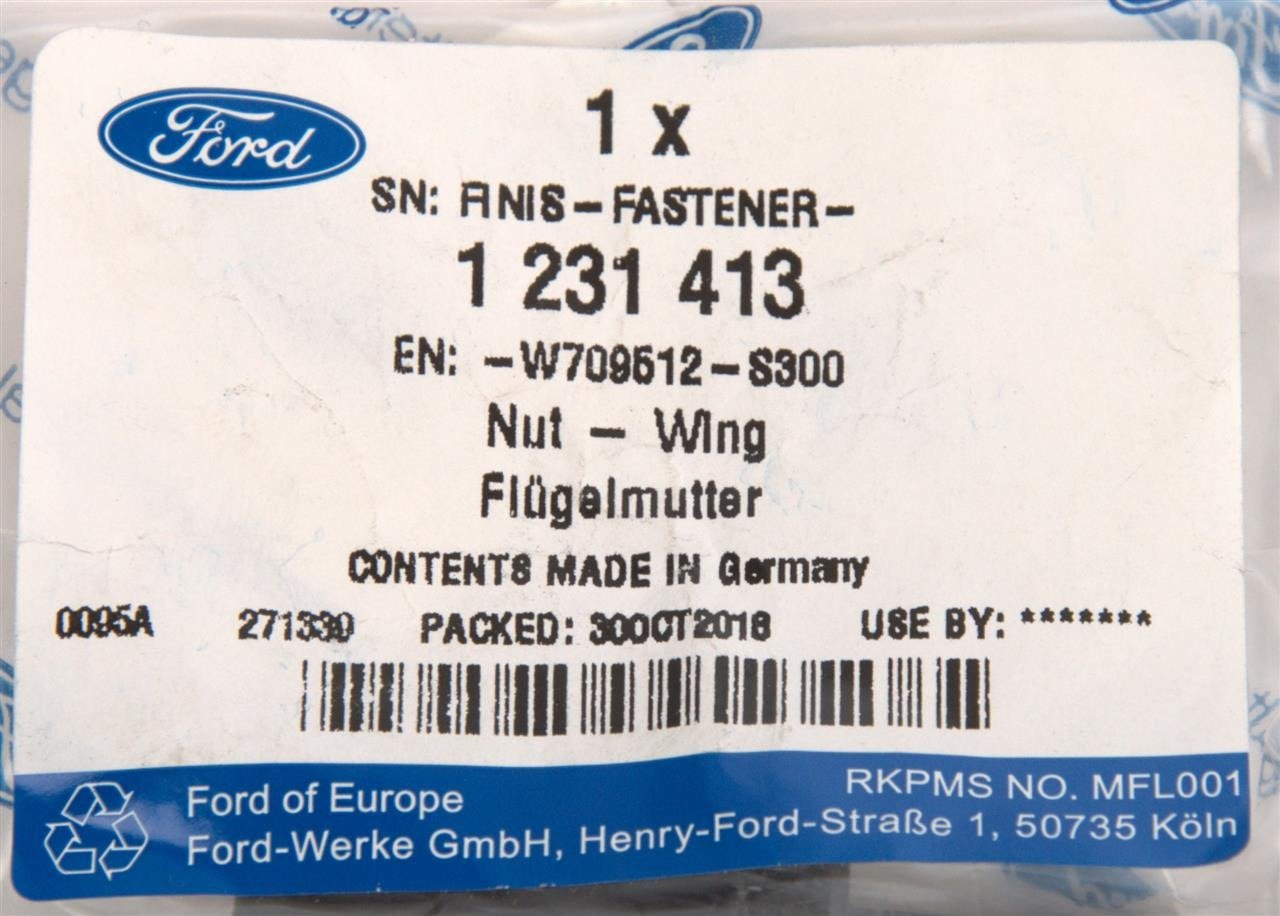 Ford
1 x
SN: FINIS-FASTENER-
1 231 413
EN: -W709512-S300
Nut - Wing
Flügelmutter
CONTENTS MADE IN Germany
0095A 271330 PACKED: 30OCT2018 USE BY: *******
RKPMS NO. MFL001
Ford of Europe
Ford-Werke GmbH, Henry-Ford-Straße 1, 50735 Köln